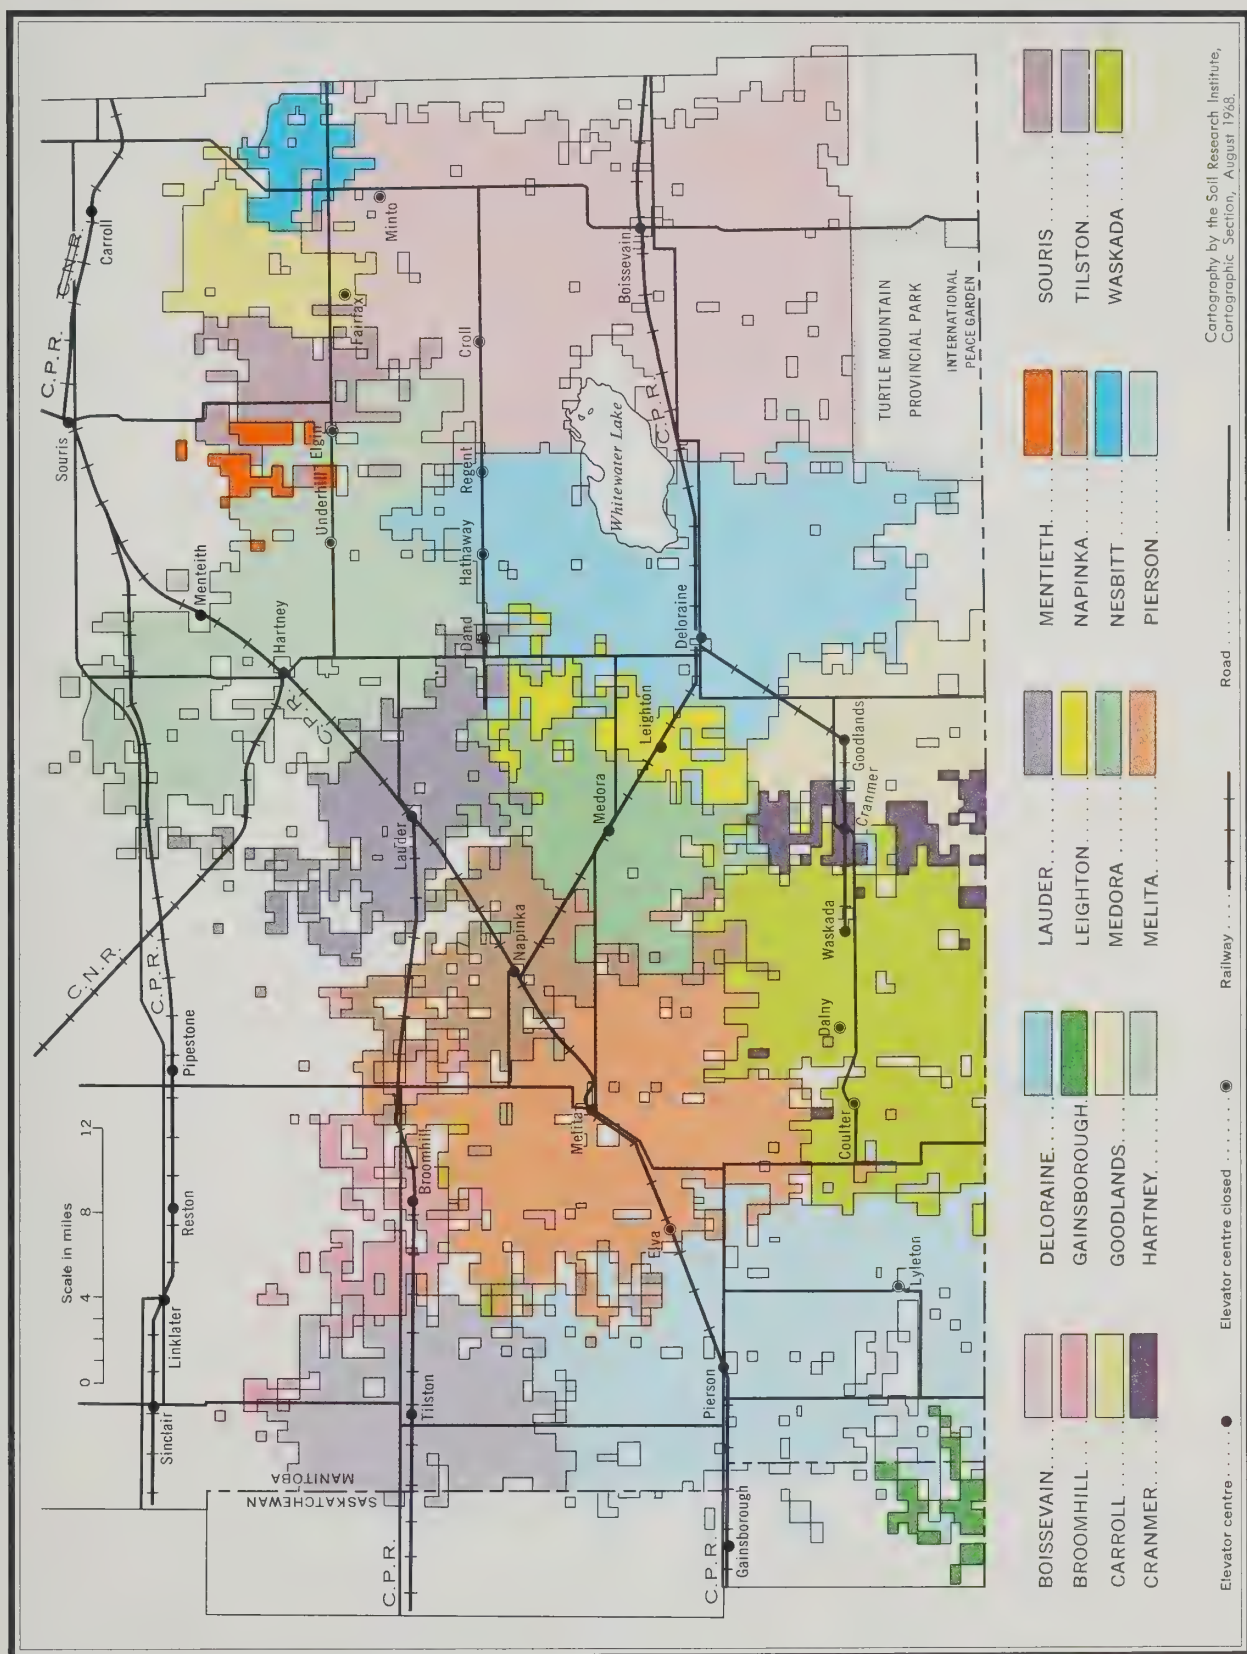 C.P.R.
C.N.R.
Souris
Carroll
Menteith
Hartney
C.P.R.
Underhill
Elgin
Fairfax
Minto
C.N.R.
C.P.R.
Pipestone
Reston
Linklater
Sinclair
Scale in miles
0 4 8 12
Lauder
Dand
Hathaway
Regent
Croll
Whitewater Lake
C.P.R.
Boissevain
MANITOBA
SASKATCHEWAN
C.P.R.
Tilston
Broomhill
Napinka
Medora
Leighton
Deloraine
Melita
Elva
Pierson
C.P.R.
Gainsborough
Lyleton
Coulter
Dalny
Waskada
Cranmer
Goodlands
TURTLE MOUNTAIN
PROVINCIAL PARK
INTERNATIONAL
PEACE GARDEN
BOISSEVAIN
BROOMHILL
CARROLL
CRANMER
DELORAINE
GAINSBOROUGH
GOODLANDS
HARTNEY
LAUDER
LEIGHTON
MEDORA
MELITA
MENTIETH
NAPINKA
NESBITT
PIERSON
SOURIS
TILSTON
WASKADA
Elevator centre
Elevator centre closed
Railway
Road
Cartography by the Soil Research Institute,
Cartographic Section, August 1968.